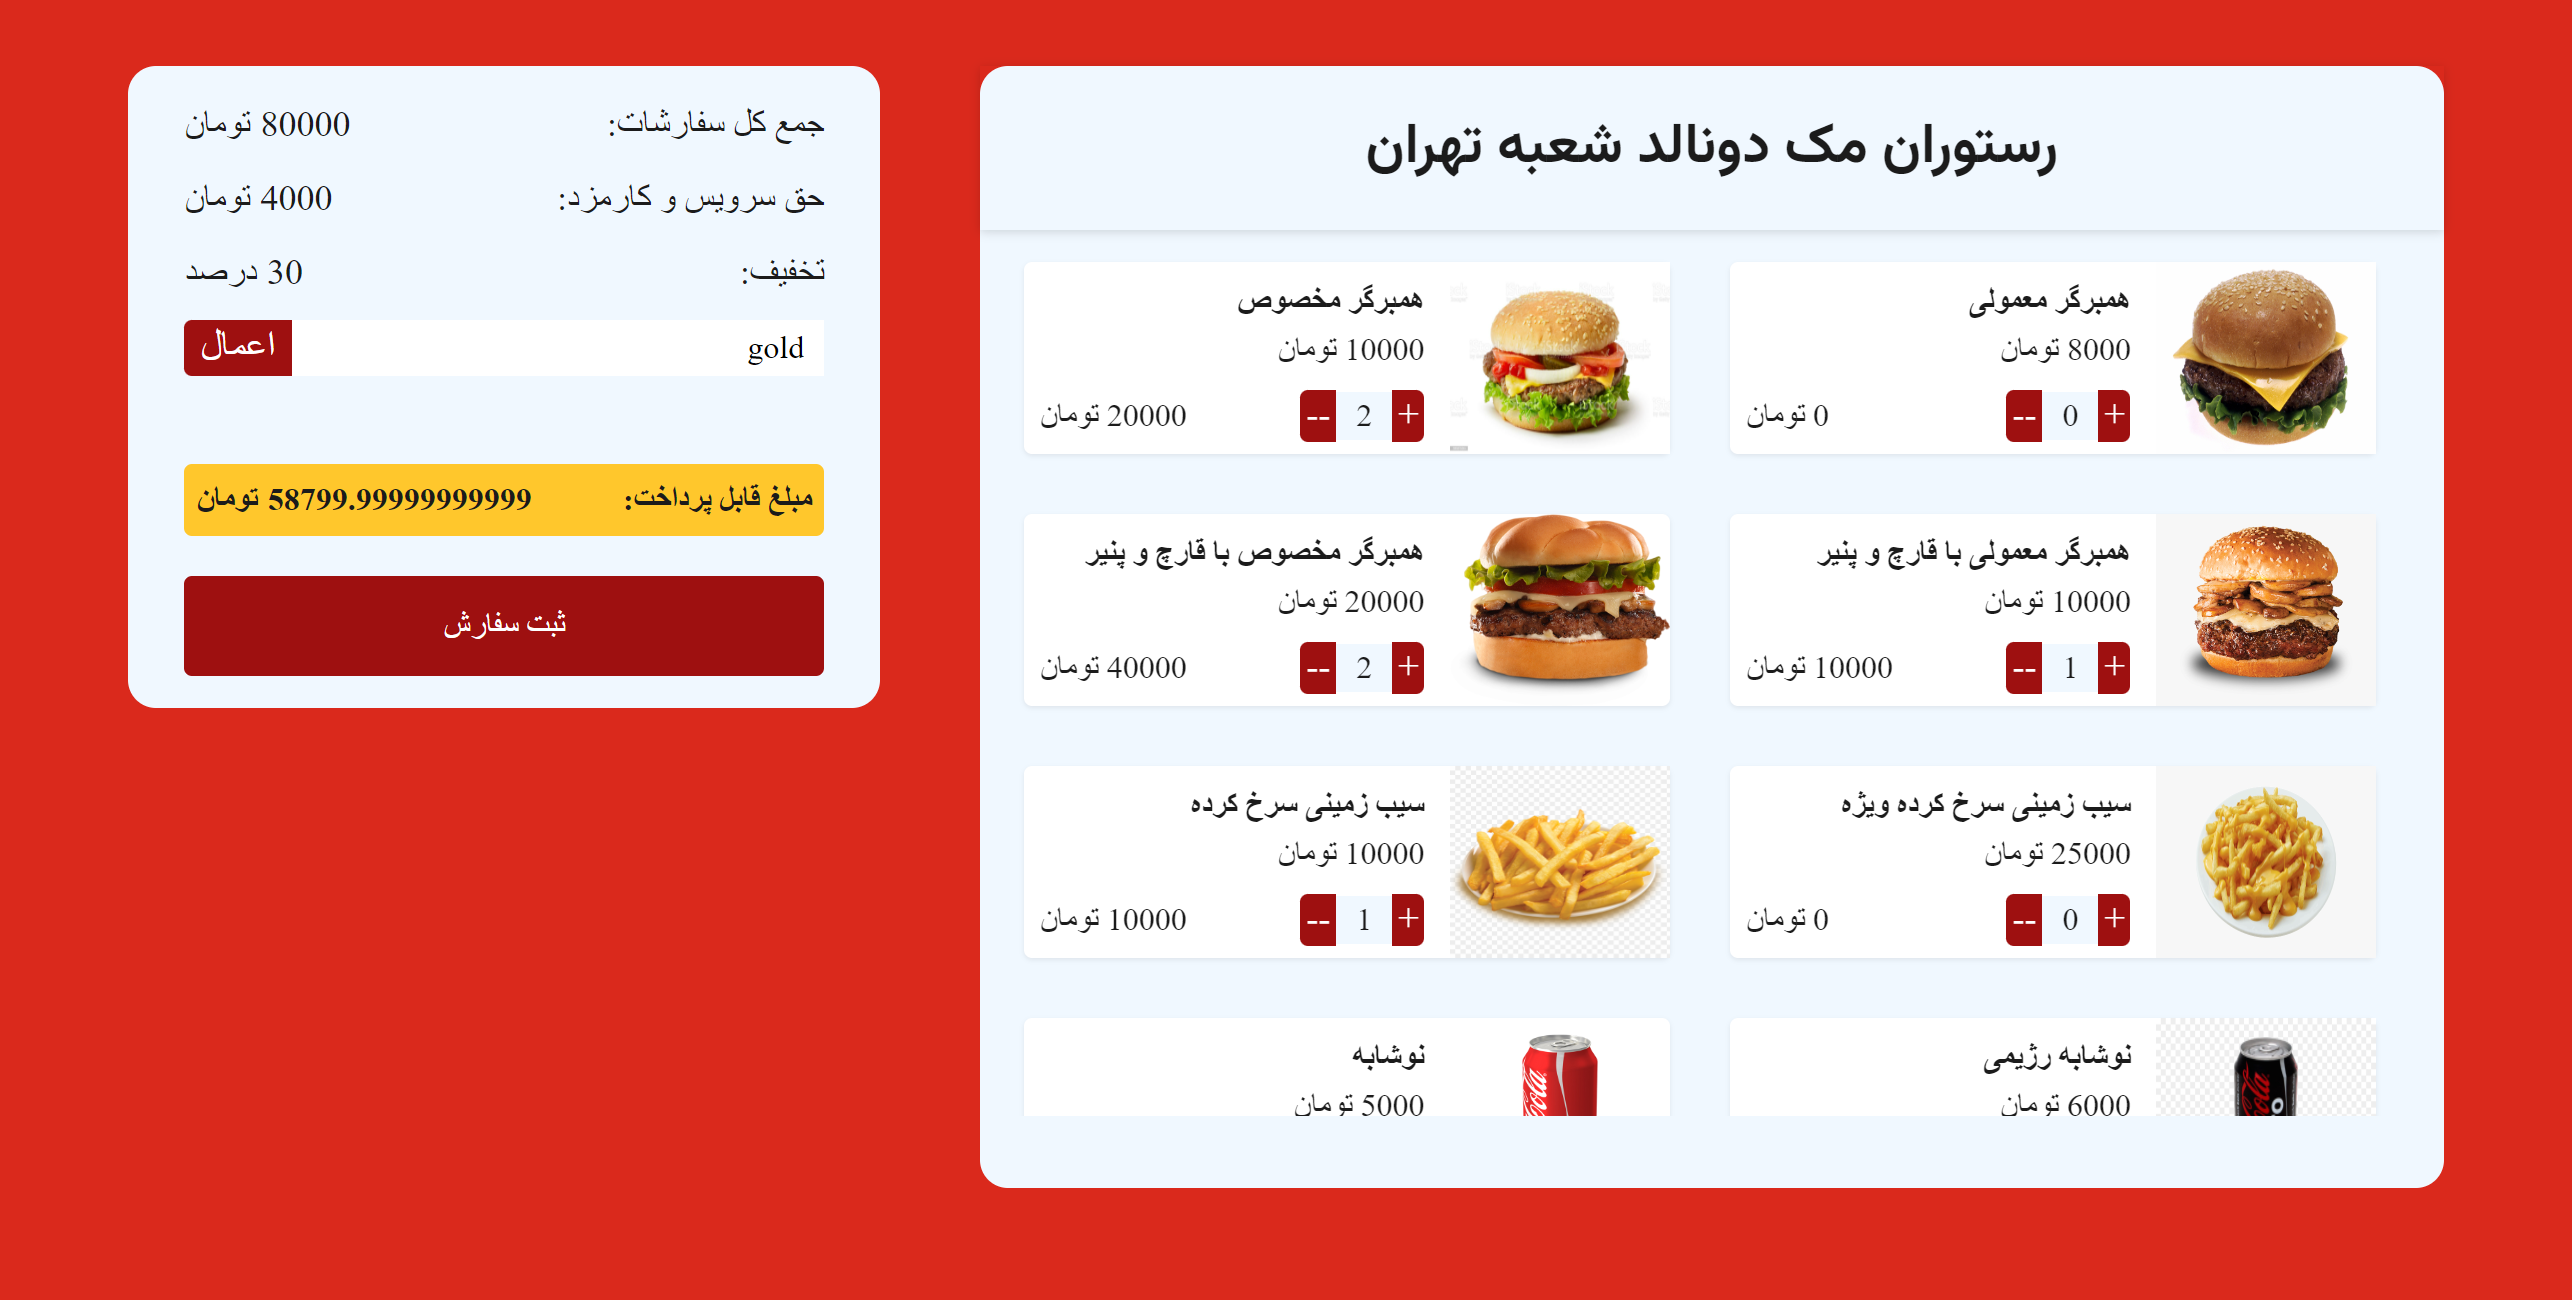 رستوران مک دونالد شعبه تهران
همبرگر معمولی
8000 تومان
+ 0 --
0 تومان
همبرگر مخصوص
10000 تومان
+ 2 --
20000 تومان
همبرگر معمولی با قارچ و پنیر
10000 تومان
+ 1 --
10000 تومان
همبرگر مخصوص با قارچ و پنیر
20000 تومان
+ 2 --
40000 تومان
سیب زمینی سرخ کرده ویژه
25000 تومان
+ 0 --
0 تومان
سیب زمینی سرخ کرده
10000 تومان
+ 1 --
10000 تومان
نوشابه رژیمی
6000 تومان
نوشابه
5000 تومان
جمع کل سفارشات: 80000 تومان
حق سرویس و کارمزد: 4000 تومان
تخفیف: 30 درصد
gold اعمال
مبلغ قابل پرداخت: 58799.99999999999 تومان
ثبت سفارش